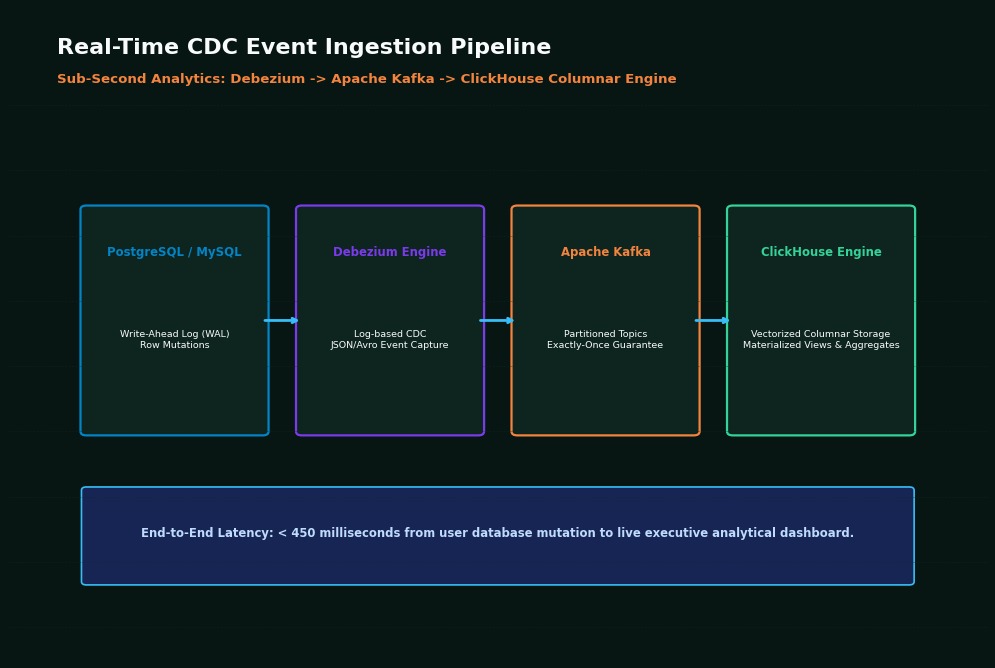 Real-Time CDC Event Ingestion Pipeline
Sub-Second Analytics: Debezium -> Apache Kafka -> ClickHouse Columnar Engine
PostgreSQL / MySQL
Write-Ahead Log (WAL)
Row Mutations
Debezium Engine
Log-based CDC
JSON/Avro Event Capture
Apache Kafka
Partitioned Topics
Exactly-Once Guarantee
ClickHouse Engine
Vectorized Columnar Storage
Materialized Views & Aggregates
End-to-End Latency: < 450 milliseconds from user database mutation to live executive analytical dashboard.